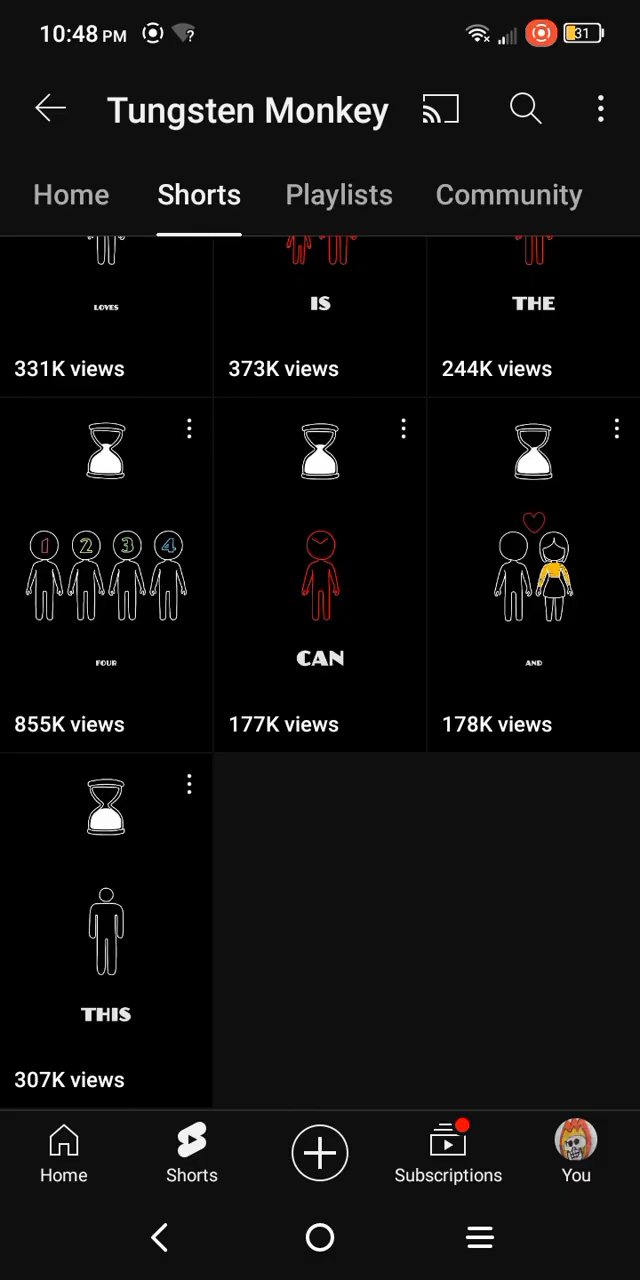 10:48 PM
?
31
Tungsten Monkey
Home Shorts Playlists Community
LOVES IS THE
331K views 373K views 244K views
1 2 3 4
FOUR CAN AND
855K views 177K views 178K views
THIS
307K views
Home Shorts Subscriptions You